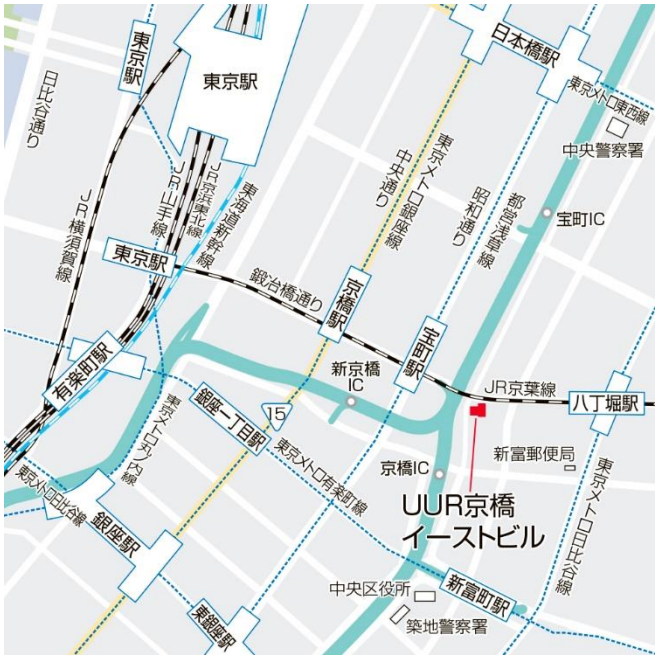 東京駅
東京駅
日本橋駅
日比谷通り
東京メトロ東西線
中央警察署
東京メトロ銀座線
中央通り
昭和通り
都営浅草線
宝町IC
JR横須賀線
JR山手線
JR京浜東北線
東海道新幹線
東京駅
鍛冶橋通り
京橋駅
宝町駅
有楽町駅
新京橋
IC
JR京葉線
八丁堀駅
15
銀座一丁目駅
東京メトロ丸ノ内線
東京メトロ有楽町線
京橋IC
新富郵便局
東京メトロ日比谷線
UUR京橋
イーストビル
東京メトロ日比谷線
銀座駅
東銀座駅
中央区役所
築地警察署
新富町駅